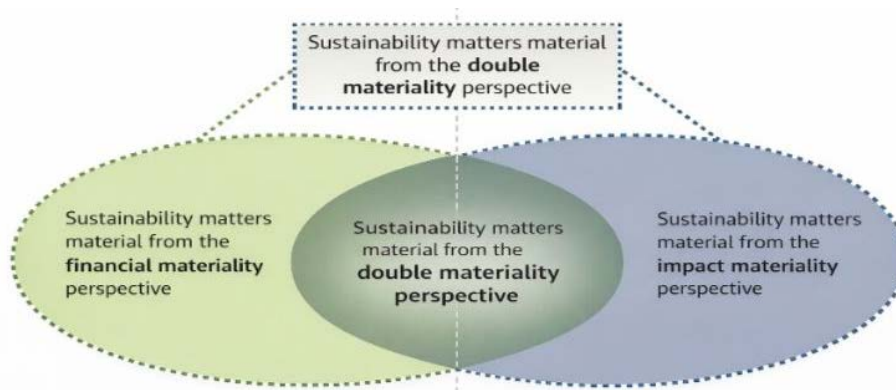 Sustainability matters material
from the double
materiality perspective
Sustainability matters
material from the
financial materiality
perspective
Sustainability matters
material from the
double materiality
perspective
Sustainability matters
material from the
impact materiality
perspective